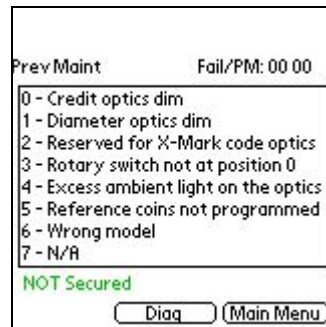 Prev Maint Fail/PM: 00 00
0 - Credit optics dim
1 - Diameter optics dim
2 - Reserved for X-Mark code optics
3 - Rotary switch not at position 0
4 - Excess ambient light on the optics
5 - Reference coins not programmed
6 - Wrong model
7 - N/A
NOT Secured
Diag Main Menu